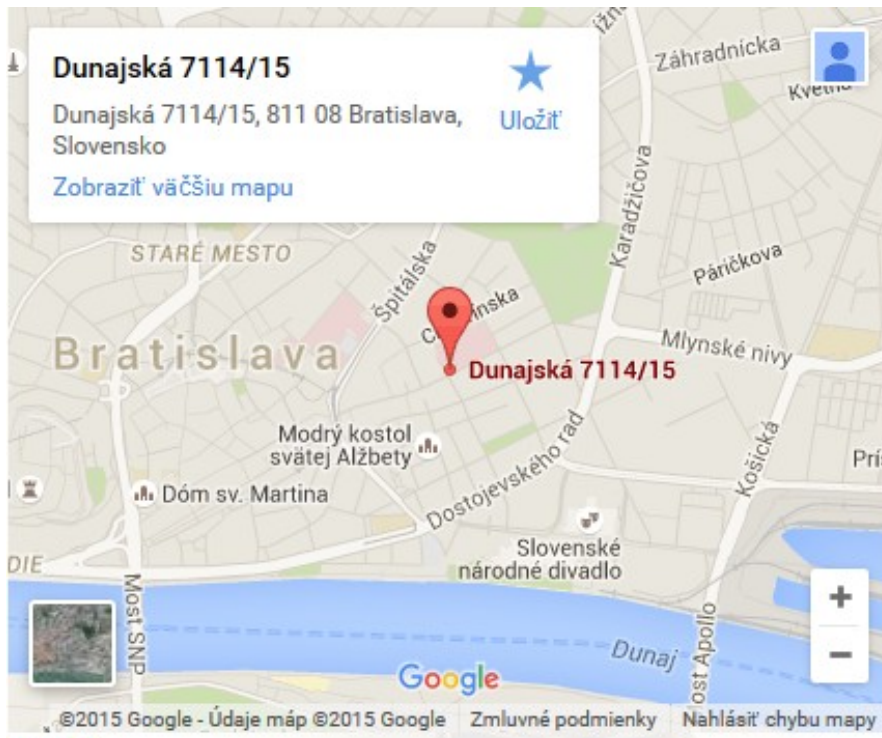 Dunajská 7114/15
Dunajská 7114/15, 811 08 Bratislava,
Slovensko
Zobraziť väčšiu mapu
Uložiť
Záhradnícka
Karadžičova
STARÉ MESTO
Špitálska
Páričkova
Mlynské nivy
Bratislava
Dunajská 7114/15
Modrý kostol
svätej Alžbety
Dóm sv. Martina
Dostojevského rad
Košická
Slovenské
národné divadlo
Most SNP
Dunaj
Apollo
Google
+
−
©2015 Google - Údaje máp ©2015 Google
Zmluvné podmienky
Nahlásiť chybu mapy